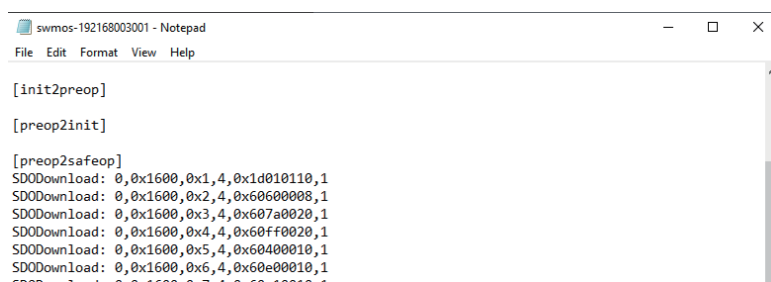 swmos-192168003001 - Notepad
File Edit Format View Help
[init2preop]
[preop2init]
[preop2safeop]
SDODownload: 0,0x1600,0x1,4,0x1d010110,1
SDODownload: 0,0x1600,0x2,4,0x60600008,1
SDODownload: 0,0x1600,0x3,4,0x607a0020,1
SDODownload: 0,0x1600,0x4,4,0x60ff0020,1
SDODownload: 0,0x1600,0x5,4,0x60400010,1
SDODownload: 0,0x1600,0x6,4,0x60e00010,1